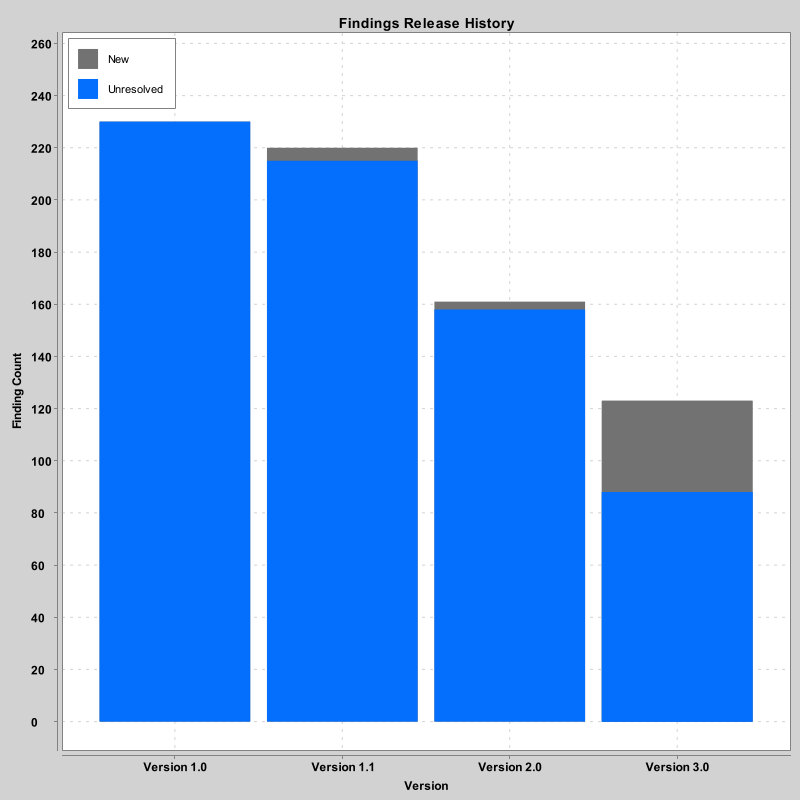 Findings Release History
New
Unresolved
260
240
220
200
180
160
140
120
100
80
60
40
20
0
Finding Count
Version 1.0 Version 1.1 Version 2.0 Version 3.0
Version